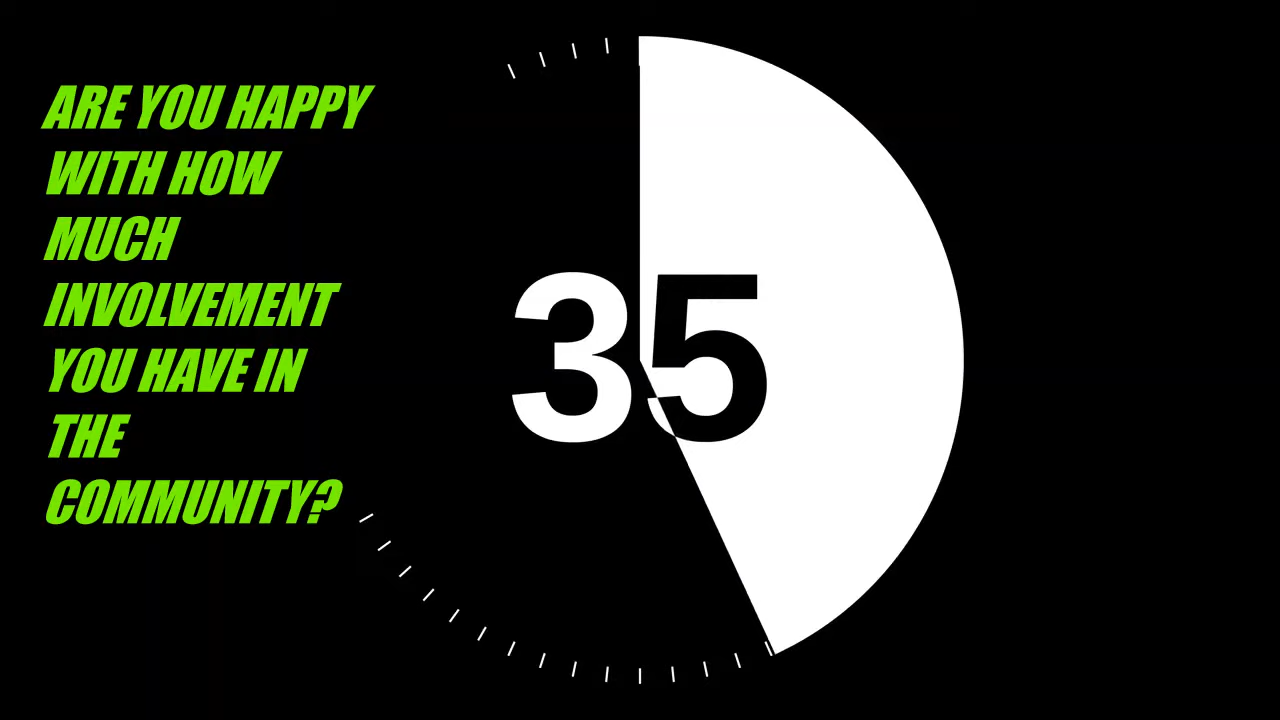 ARE YOU HAPPY
WITH HOW
MUCH
INVOLVEMENT
YOU HAVE IN
THE
COMMUNITY?
35